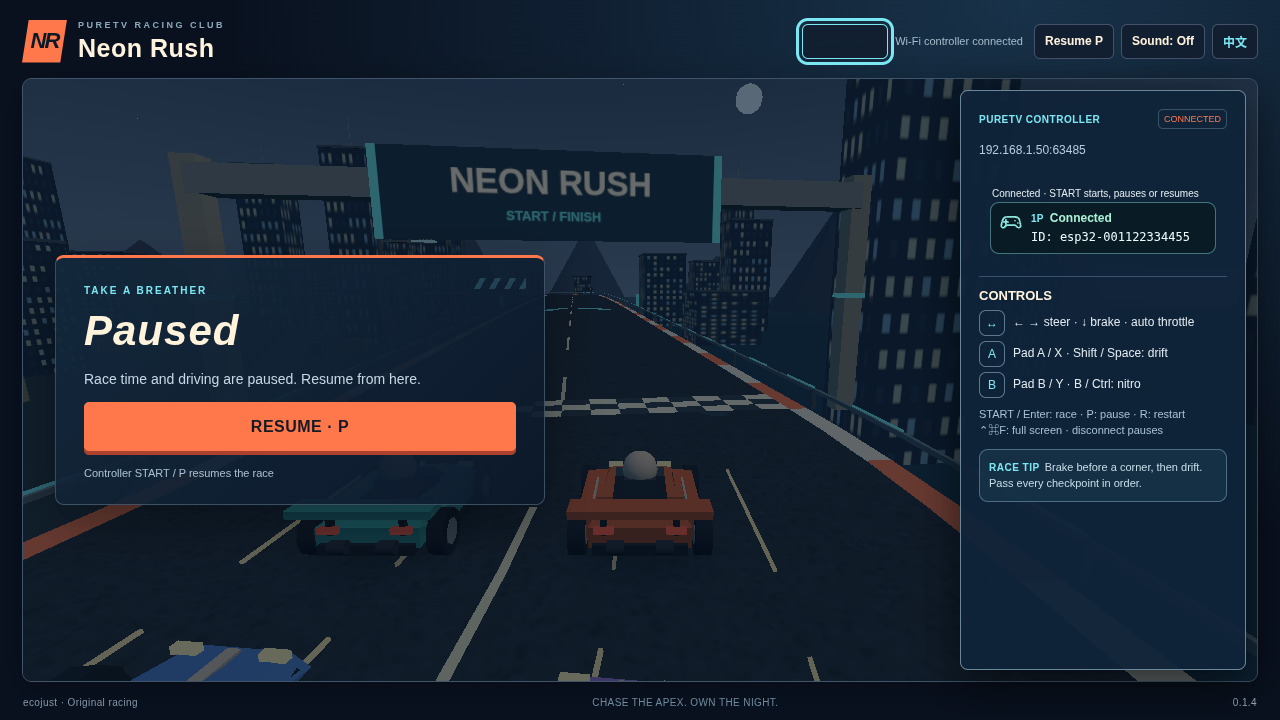 NR
PURETV RACING CLUB
Neon Rush
Wi-Fi controller connected
Resume P
Sound: Off
中文
NEON RUSH
START / FINISH
TAKE A BREATHER
Paused
Race time and driving are paused. Resume from here.
RESUME · P
Controller START / P resumes the race
PURETV CONTROLLER
CONNECTED
192.168.1.50:63485
Connected · START starts, pauses or resumes
1P Connected
ID: esp32-001122334455
CONTROLS
↔ ← → steer · ↓ brake · auto throttle
A Pad A / X · Shift / Space: drift
B Pad B / Y · B / Ctrl: nitro
START / Enter: race · P: pause · R: restart
⌃⌘F: full screen · disconnect pauses
RACE TIP Brake before a corner, then drift.
Pass every checkpoint in order.
ecojust · Original racing
CHASE THE APEX. OWN THE NIGHT.
0.1.4